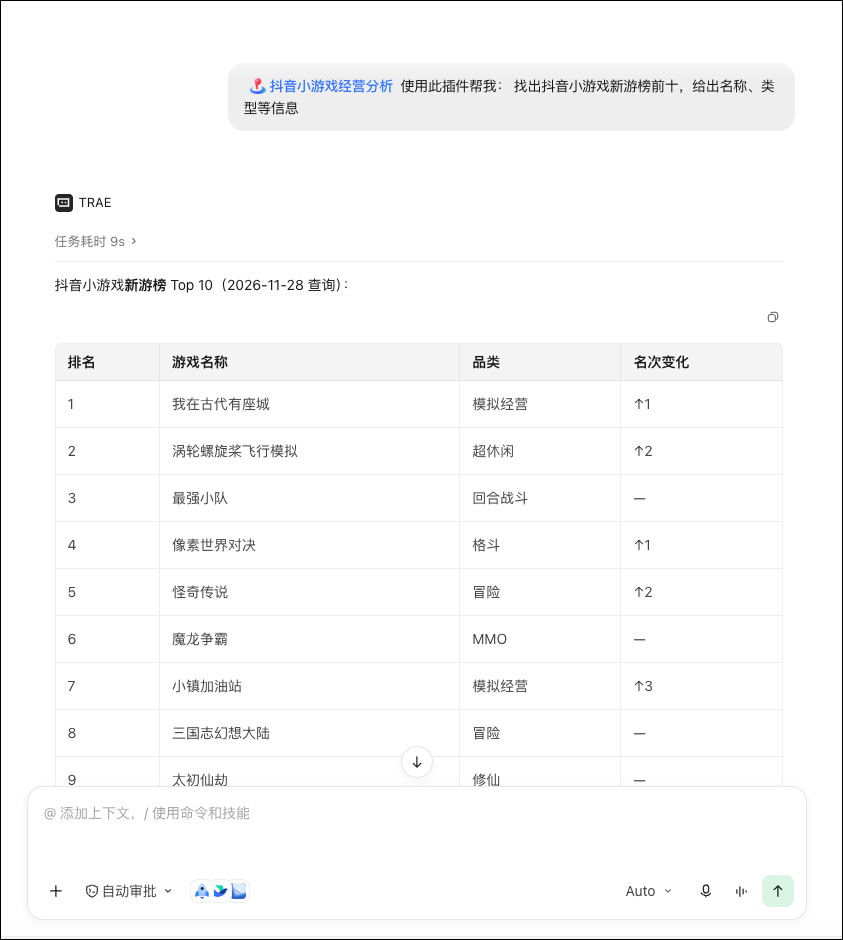 抖音小游戏经营分析 使用此插件帮我： 找出抖音小游戏新游榜前十，给出名称、类
型等信息
TRAE
任务耗时 9s
抖音小游戏新游榜 Top 10（2026-11-28 查询）：
排名 游戏名称 品类 名次变化
1 我在古代有座城 模拟经营 ↑1
2 涡轮螺旋桨飞行模拟 超休闲 ↑2
3 最强小队 回合战斗 —
4 像素世界对决 格斗 ↑1
5 怪奇传说 冒险 ↑2
6 魔龙争霸 MMO —
7 小镇加油站 模拟经营 ↑3
8 三国志幻想大陆 冒险 —
9 太初仙劫 修仙 —
@ 添加上下文，/ 使用命令和技能
自动审批 Auto